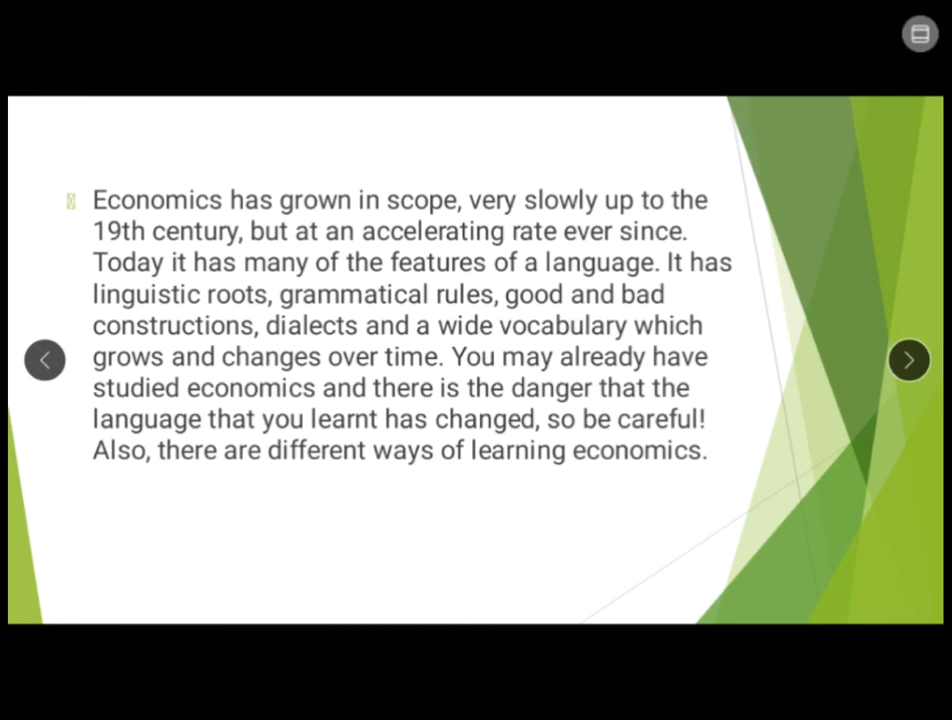 Economics has grown in scope, very slowly up to the
19th century, but at an accelerating rate ever since.
Today it has many of the features of a language. It has
linguistic roots, grammatical rules, good and bad
constructions, dialects and a wide vocabulary which
grows and changes over time. You may already have
studied economics and there is the danger that the
language that you learnt has changed, so be careful!
Also, there are different ways of learning economics.